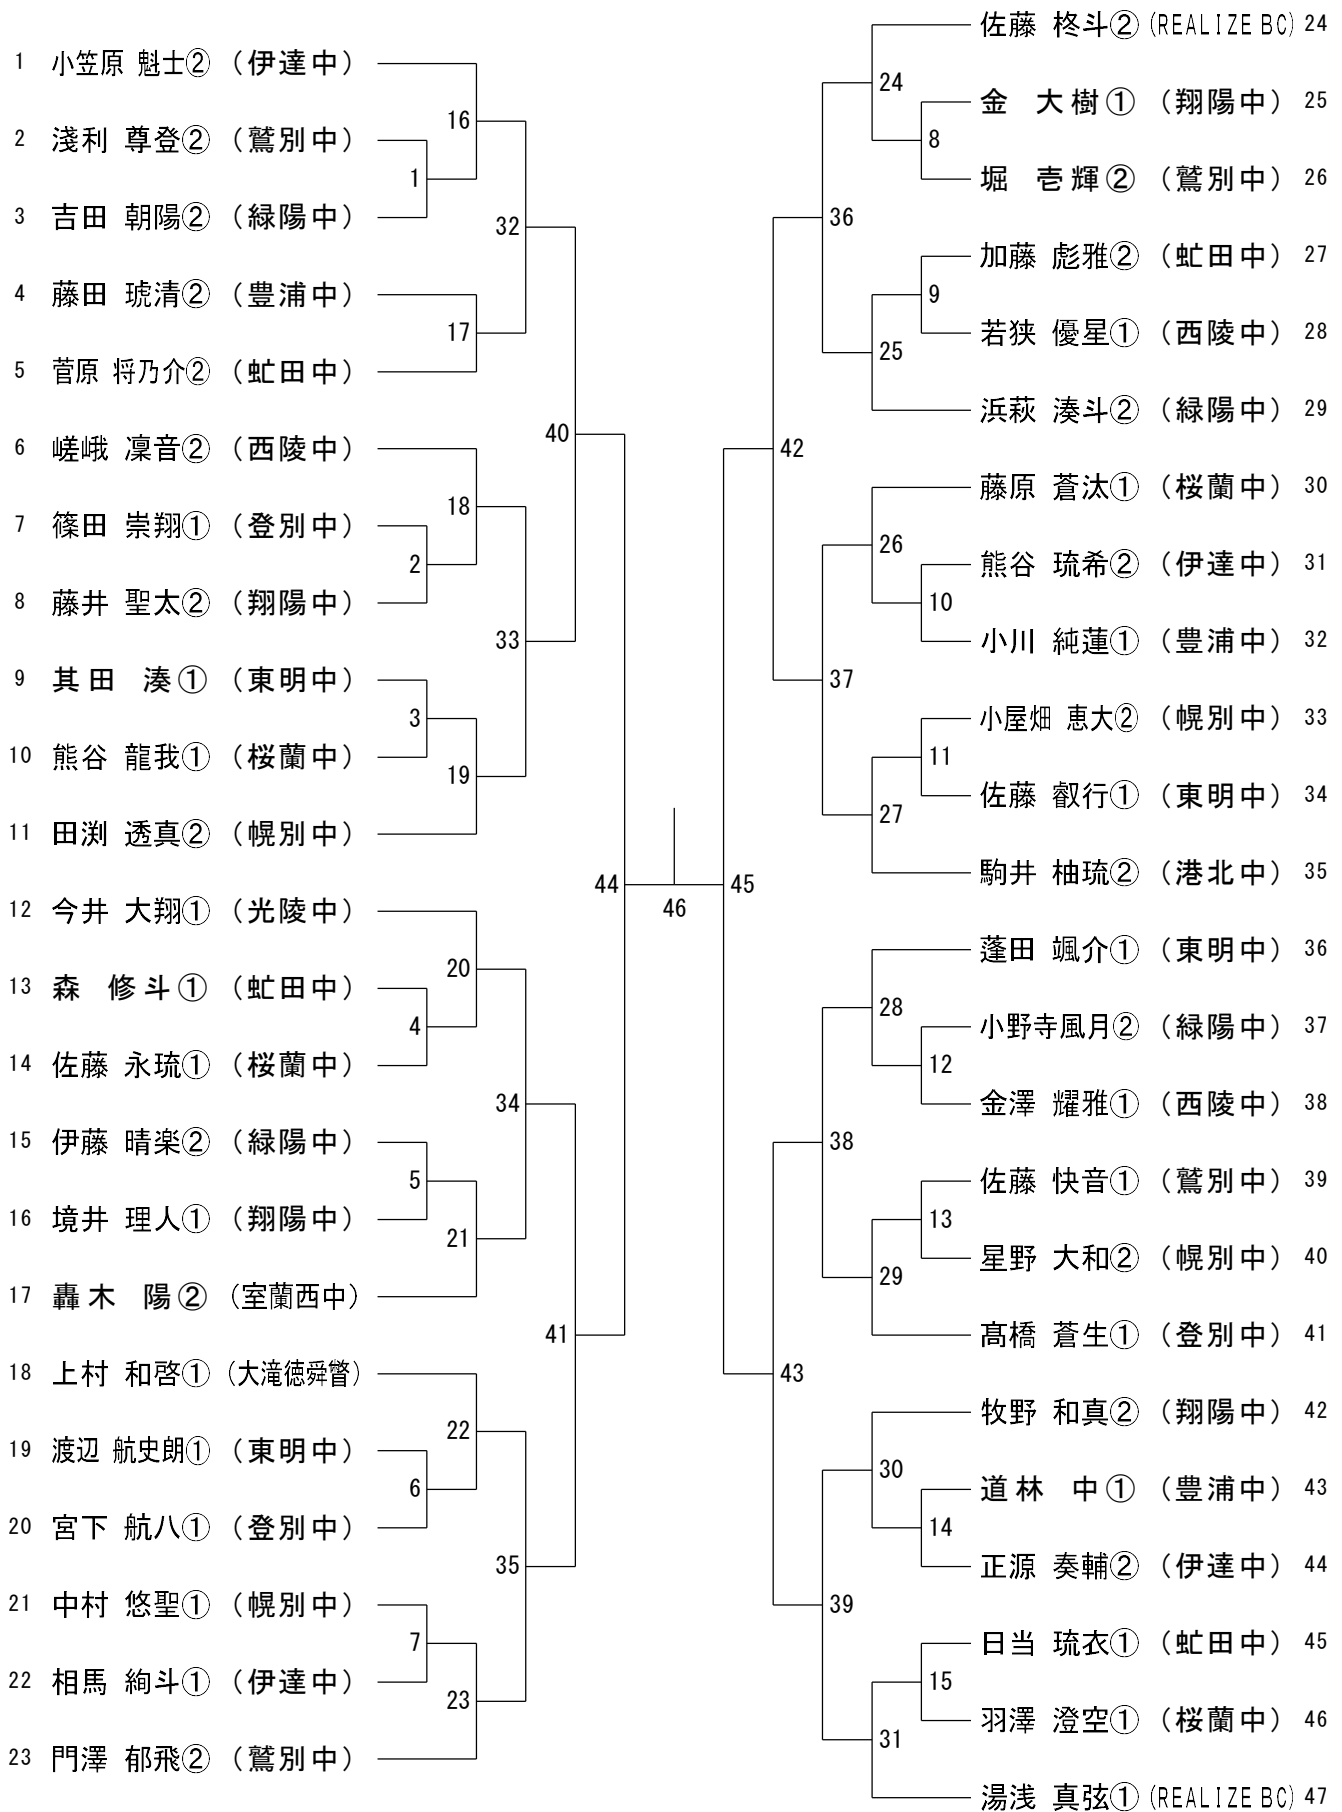 1 小笠原 魁士② (伊達中)
2 淺利 尊登② (鷲別中)
3 吉田 朝陽② (緑陽中)
4 藤田 琥清② (豊浦中)
5 菅原 将乃介② (虻田中)
6 嵯峨 凜音② (西陵中)
7 篠田 崇翔① (登別中)
8 藤井 聖太② (翔陽中)
9 其田 湊① (東明中)
10 熊谷 龍我① (桜蘭中)
11 田渕 透真② (幌別中)
12 今井 大翔① (光陵中)
13 森 修斗① (虻田中)
14 佐藤 永琉① (桜蘭中)
15 伊藤 晴楽② (緑陽中)
16 境井 理人① (翔陽中)
17 轟木 陽② (室蘭西中)
18 上村 和啓① (大滝徳舜瞥)
19 渡辺 航史朗① (東明中)
20 宮下 航八① (登別中)
21 中村 悠聖① (幌別中)
22 相馬 絢斗① (伊達中)
23 門澤 郁飛② (鷲別中)
16
1
32
17
40
18
2
33
3
19
44
20
4
34
5
21
41
22
6
35
7
23
46
45
24
8
36
9
25
42
26
10
37
11
27
28
12
38
13
29
43
30
14
39
15
31
佐藤 柊斗② (REALIZE BC) 24
金 大樹① (翔陽中) 25
堀 壱輝② (鷲別中) 26
加藤 彪雅② (虻田中) 27
若狭 優星① (西陵中) 28
浜萩 湊斗② (緑陽中) 29
藤原 蒼汰① (桜蘭中) 30
熊谷 琉希② (伊達中) 31
小川 純蓮① (豊浦中) 32
小屋畑 恵大② (幌別中) 33
佐藤 叡行① (東明中) 34
駒井 柚琉② (港北中) 35
蓬田 颯介① (東明中) 36
小野寺風月② (緑陽中) 37
金澤 耀雅① (西陵中) 38
佐藤 快音① (鷲別中) 39
星野 大和② (幌別中) 40
髙橋 蒼生① (登別中) 41
牧野 和真② (翔陽中) 42
道林 中① (豊浦中) 43
正源 奏輔② (伊達中) 44
日当 琉衣① (虻田中) 45
羽澤 澄空① (桜蘭中) 46
湯浅 真弦① (REALIZE BC) 47